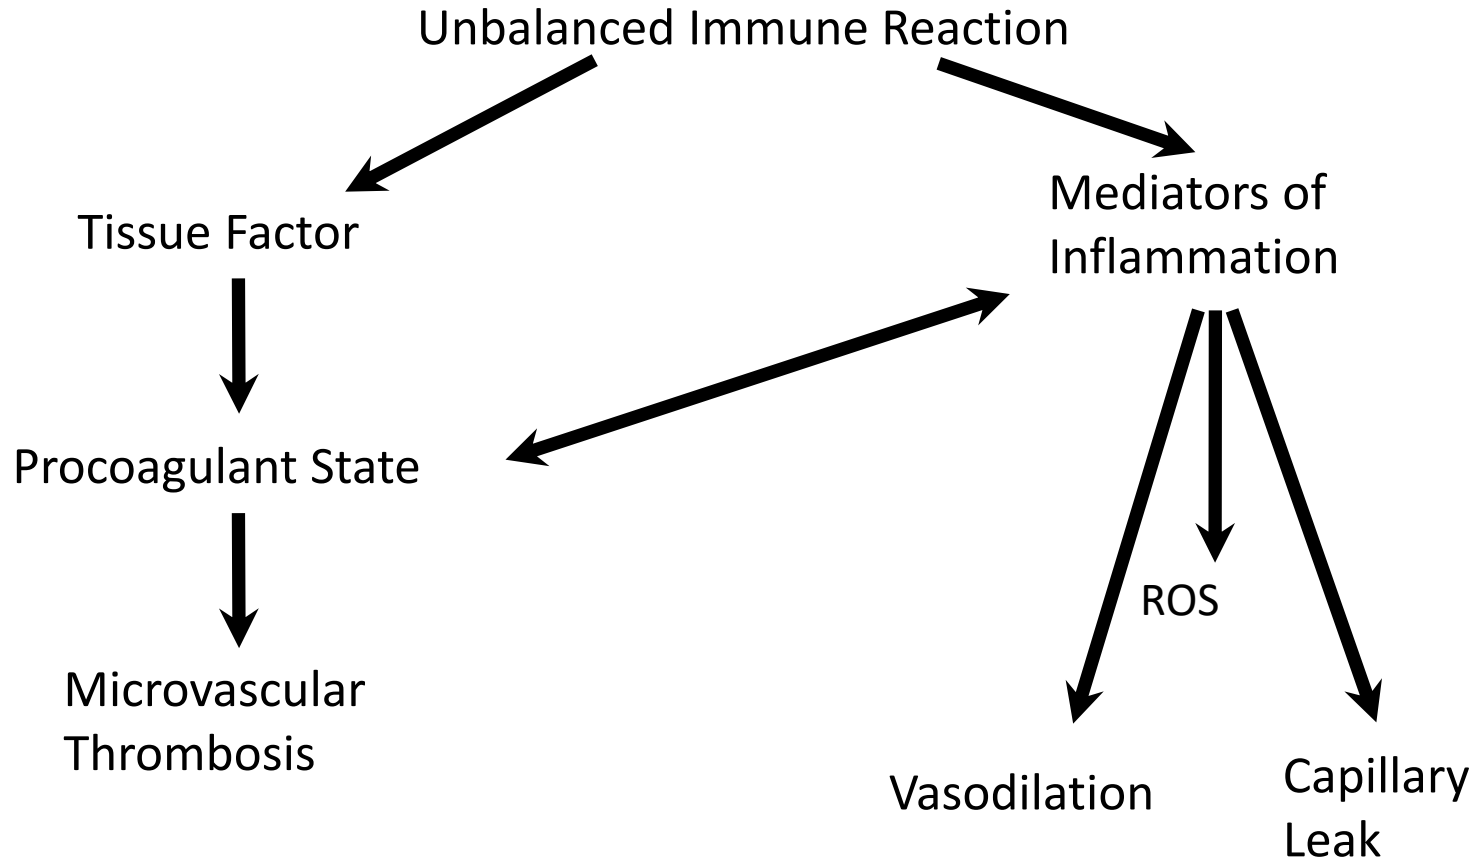 Unbalanced Immune Reaction
Tissue Factor
Mediators of
Inflammation
Procoagulant State
ROS
Microvascular
Thrombosis
Vasodilation
Capillary
Leak